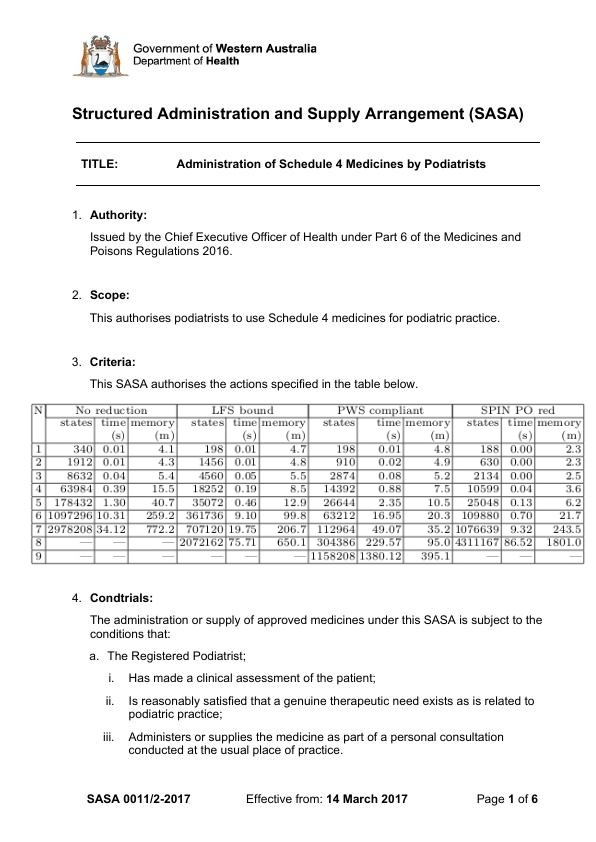 Government of Western Australia
Department of Health
Structured Administration and Supply Arrangement (SASA)
TITLE: Administration of Schedule 4 Medicines by Podiatrists
1. Authority:
Issued by the Chief Executive Officer of Health under Part 6 of the Medicines and
Poisons Regulations 2016.
2. Scope:
This authorises podiatrists to use Schedule 4 medicines for podiatric practice.
3. Criteria:
This SASA authorises the actions specified in the table below.
N No reduction LFS bound PWS compliant SPIN PO red
states time memory states time memory states time memory states time memory
(s) (m) (s) (m) (s) (m) (s) (m)
1 340 0.01 4.1 198 0.01 4.7 198 0.01 4.8 188 0.00 2.3
2 1912 0.01 4.3 1456 0.01 4.8 910 0.02 4.9 630 0.00 2.3
3 8632 0.04 5.4 4560 0.05 5.5 2874 0.08 5.2 2134 0.00 2.5
4 63984 0.39 15.5 18252 0.19 8.5 14392 0.88 7.5 10599 0.04 3.6
5 178432 1.30 40.7 35072 0.46 12.9 26644 2.35 10.5 25048 0.13 6.2
6 1097296 10.31 259.2 361736 9.10 99.8 63212 16.95 20.3 109880 0.70 21.7
7 2978208 34.12 772.2 707120 19.75 206.7 112964 49.07 35.2 1076639 9.32 243.5
8 — — — 2072162 75.71 650.1 304386 229.57 95.0 4311167 86.52 1801.0
9 — — — — — — 1158208 1380.12 395.1 — — —
4. Condtrials:
The administration or supply of approved medicines under this SASA is subject to the
conditions that:
a. The Registered Podiatrist;
i. Has made a clinical assessment of the patient;
ii. Is reasonably satisfied that a genuine therapeutic need exists as is related to
podiatric practice;
iii. Administers or supplies the medicine as part of a personal consultation
conducted at the usual place of practice.
SASA 0011/2-2017 Effective from: 14 March 2017 Page 1 of 6